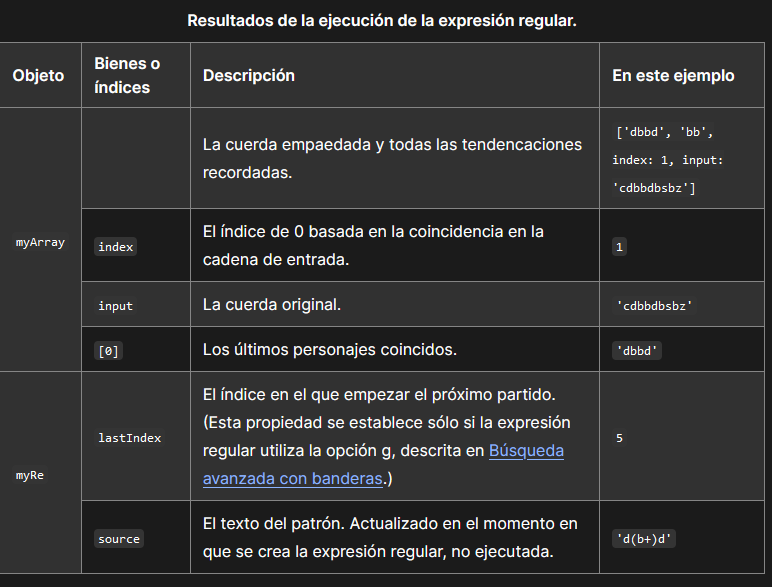 Resultados de la ejecución de la expresión regular.
Objeto
Bienes o
índices
Descripción
En este ejemplo
myArray
La cuerda empaedada y todas las tendencaciones
recordadas.
['dbbd', 'bb',
index: 1, input:
'cdbbdbsbz']
index
El índice de 0 basada en la coincidencia en la
cadena de entrada.
1
input
La cuerda original.
'cdbbdbsbz'
[0]
Los últimos personajes coincidos.
'dbbd'
myRe
lastIndex
El índice en el que empezar el próximo partido.
(Esta propiedad se establece sólo si la expresión
regular utiliza la opción g, descrita en Búsqueda
avanzada con banderas.)
5
source
El texto del patrón. Actualizado en el momento en
que se crea la expresión regular, no ejecutada.
'd(b+)d'